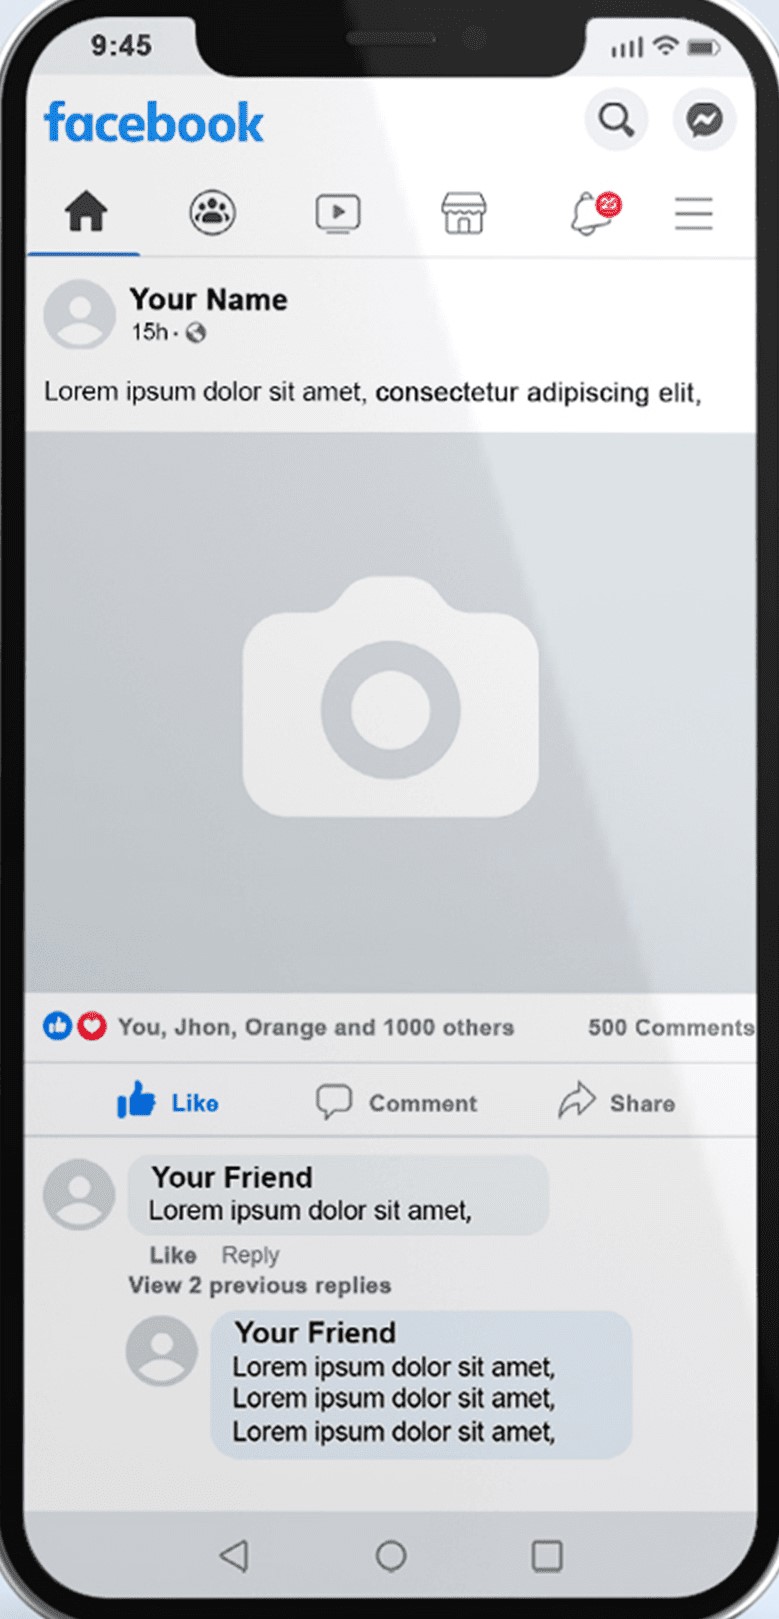 9:45
facebook
23
Your Name
15h ·
Lorem ipsum dolor sit amet, consectetur adipiscing elit,
You, Jhon, Orange and 1000 others 500 Comments
Like Comment Share
Your Friend
Lorem ipsum dolor sit amet,
Like Reply
View 2 previous replies
Your Friend
Lorem ipsum dolor sit amet,
Lorem ipsum dolor sit amet,
Lorem ipsum dolor sit amet,